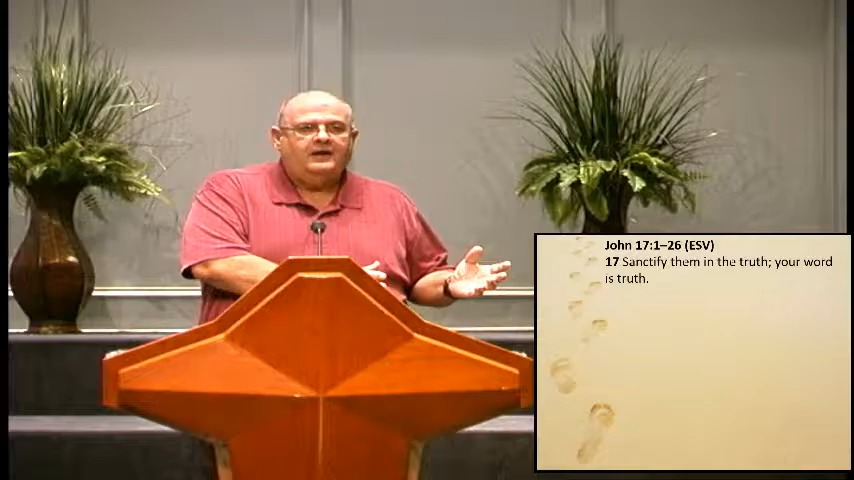 John 17:1–26 (ESV)
17 Sanctify them in the truth; your word
is truth.